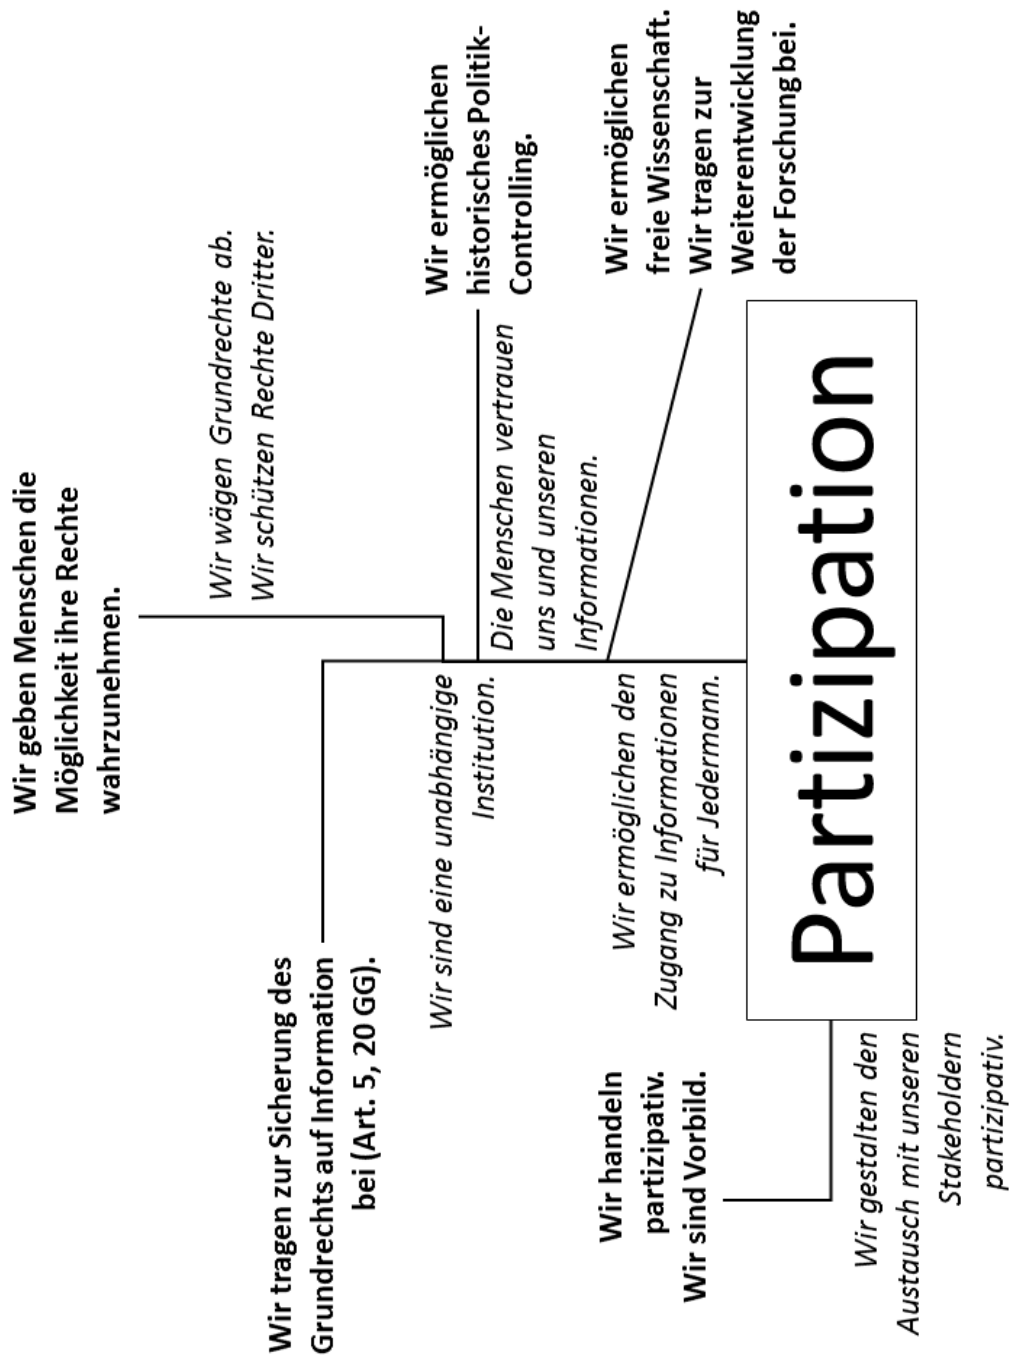 Wir geben Menschen die
Möglichkeit ihre Rechte
wahrzunehmen.
Wir wägen Grundrechte ab.
Wir schützen Rechte Dritter.
Wir tragen zur Sicherung des
Grundrechts auf Information
bei (Art. 5, 20 GG).
Wir sind eine unabhängige
Institution.
Wir ermöglichen
historisches Politik-
Controlling.
Die Menschen vertrauen
uns und unseren
Informationen.
Wir ermöglichen den
Zugang zu Informationen
für Jedermann.
Wir ermöglichen
freie Wissenschaft.
Wir tragen zur
Weiterentwicklung
der Forschung bei.
Wir handeln
partizipativ.
Wir sind Vorbild.
Partizipation
Wir gestalten den
Austausch mit unseren
Stakeholdern
partizipativ.